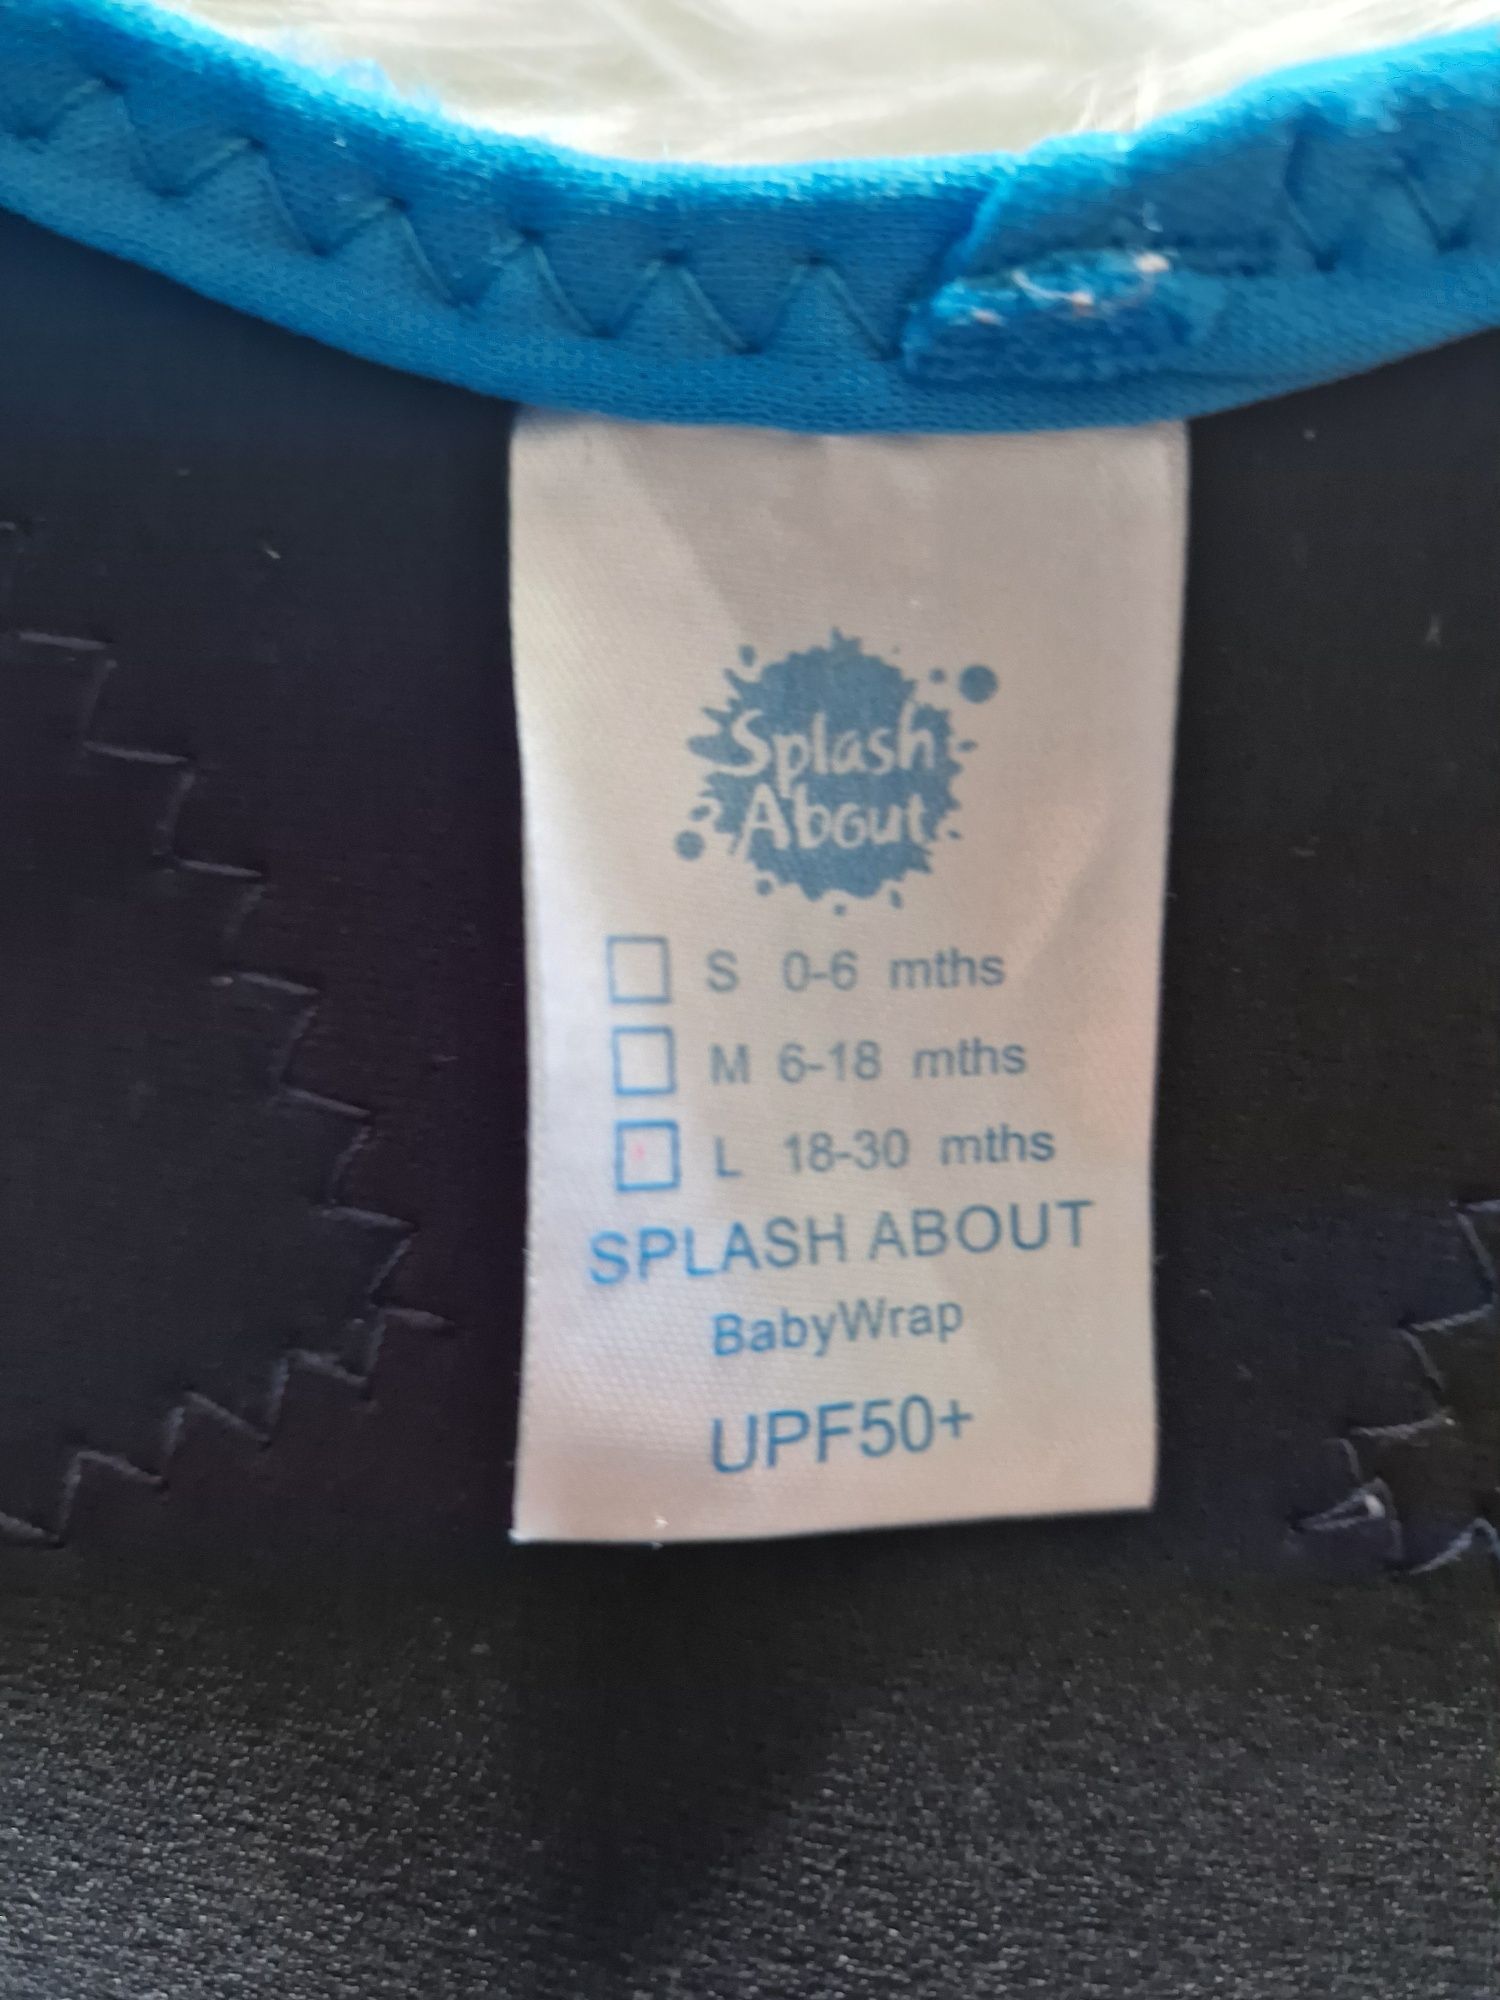 Splash
About
S 0-6 mths
M 6-18 mths
L 18-30 mths
SPLASH ABOUT
BabyWrap
UPF50+